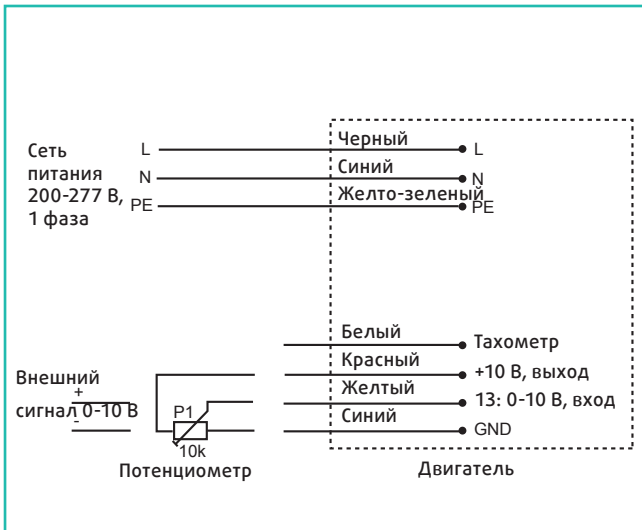 Сеть
питания
200-277 В,
1 фаза
L
N
PE
Черный
Синий
Желто-зеленый
L
N
PE
Внешний
+
сигнал 0-10 В
-
P1
10k
Потенциометр
Белый
Красный
Желтый
Синий
Тахометр
+10 В, выход
13: 0-10 В, вход
GND
Двигатель